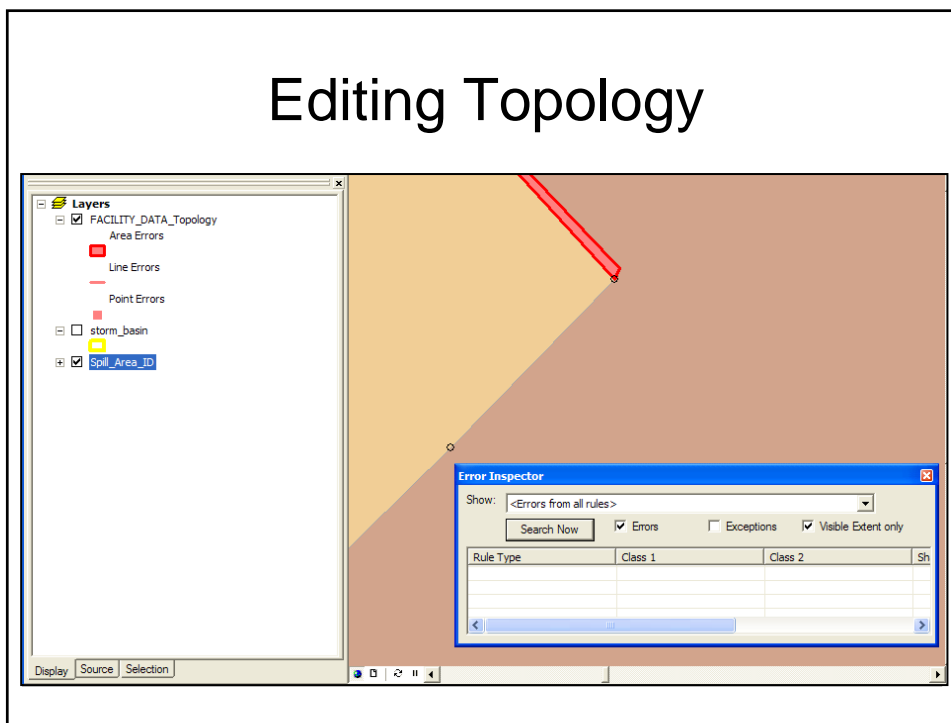 Editing Topology
Layers
FACILITY_DATA_Topology
Area Errors
Line Errors
Point Errors
storm_basin
Spill_Area_ID
Error Inspector
Show: <Errors from all rules>
Search Now Errors Exceptions Visible Extent only
Rule Type Class 1 Class 2 Sh
Display Source Selection